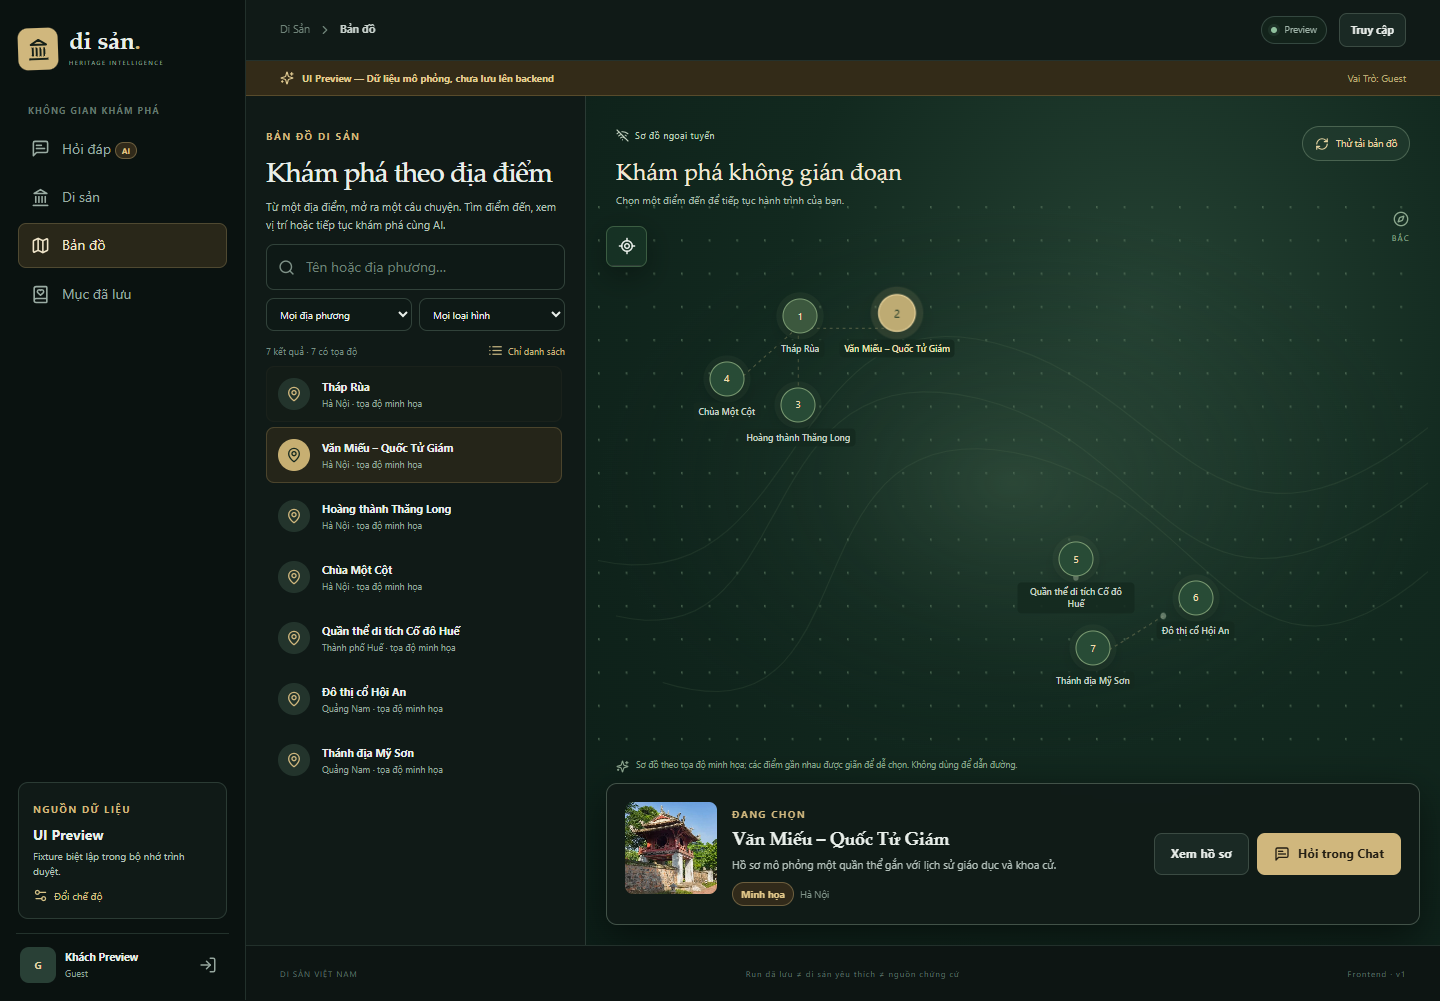 di sản.
HERITAGE INTELLIGENCE
KHÔNG GIAN KHÁM PHÁ
Hỏi đáp AI
Di sản
Bản đồ
Mục đã lưu
NGUỒN DỮ LIỆU
UI Preview
Fixture biệt lập trong bộ nhớ trình
duyệt.
Đổi chế độ
G
Khách Preview
Guest
Di Sản > Bản đồ
Preview
Truy cập
UI Preview — Dữ liệu mô phỏng, chưa lưu lên backend
Vai Trò: Guest
BẢN ĐỒ DI SẢN
Khám phá theo địa điểm
Từ một địa điểm, mở ra một câu chuyện. Tìm điểm đến, xem
vị trí hoặc tiếp tục khám phá cùng AI.
Tên hoặc địa phương...
Mọi địa phương
Mọi loại hình
7 kết quả · 7 có tọa độ
Chỉ danh sách
Tháp Rùa
Hà Nội · tọa độ minh họa
Văn Miếu – Quốc Tử Giám
Hà Nội · tọa độ minh họa
Hoàng thành Thăng Long
Hà Nội · tọa độ minh họa
Chùa Một Cột
Hà Nội · tọa độ minh họa
Quần thể di tích Cố đô Huế
Thành phố Huế · tọa độ minh họa
Đô thị cổ Hội An
Quảng Nam · tọa độ minh họa
Thánh địa Mỹ Sơn
Quảng Nam · tọa độ minh họa
Sơ đồ ngoại tuyến
Khám phá không gián đoạn
Chọn một điểm đến để tiếp tục hành trình của bạn.
Thử tải bản đồ
BẮC
1
Tháp Rùa
2
Văn Miếu – Quốc Tử Giám
4
Chùa Một Cột
3
Hoàng thành Thăng Long
5
Quần thể di tích Cố đô
Huế
6
Đô thị cổ Hội An
7
Thánh địa Mỹ Sơn
Sơ đồ theo tọa độ minh họa; các điểm gần nhau được giãn để dễ chọn. Không dùng để dẫn đường.
ĐANG CHỌN
Văn Miếu – Quốc Tử Giám
Hồ sơ mô phỏng một quần thể gắn với lịch sử giáo dục và khoa cử.
Minh họa
Hà Nội
Xem hồ sơ
Hỏi trong Chat
DI SẢN VIỆT NAM
Run đã lưu ≠ di sản yêu thích ≠ nguồn chứng cứ
Frontend · v1